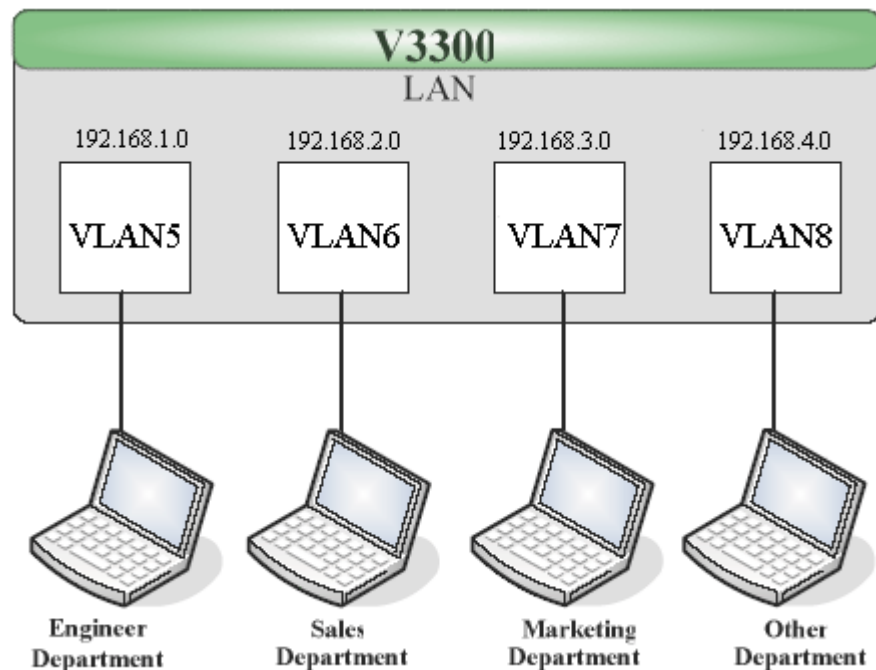 V3300
LAN
192.168.1.0 192.168.2.0 192.168.3.0 192.168.4.0
VLAN5 VLAN6 VLAN7 VLAN8
Engineer Sales Marketing Other
Department Department Department Department